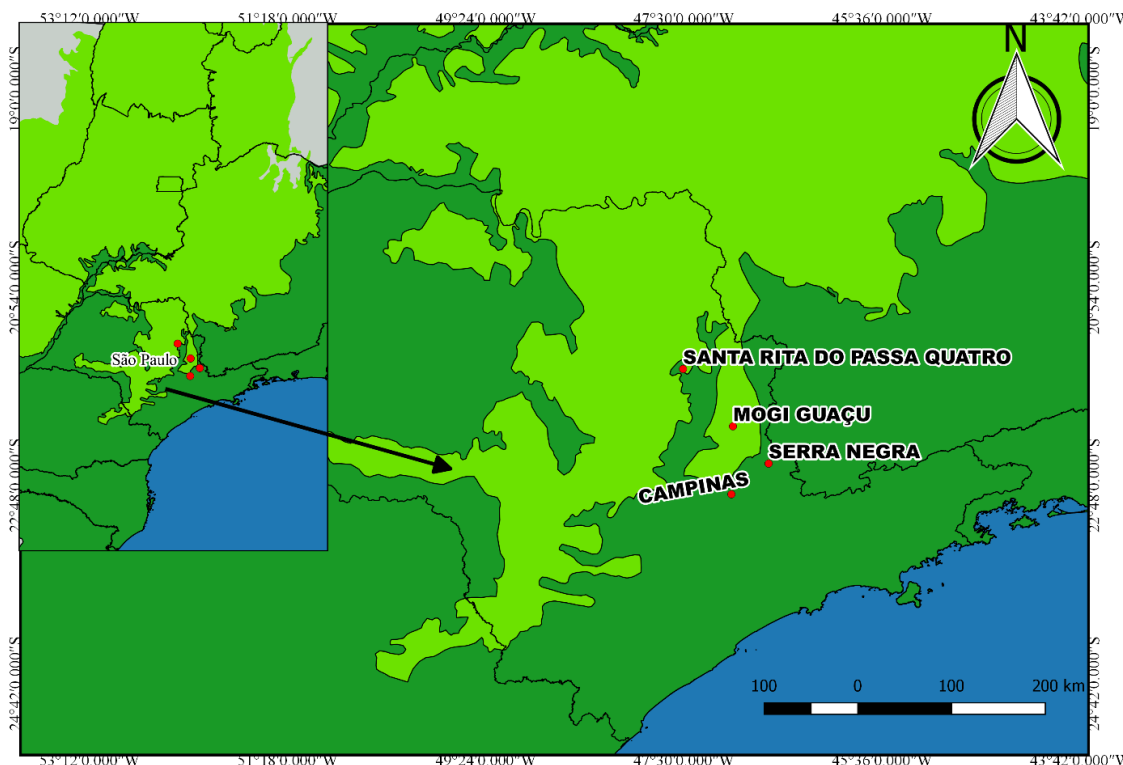 53°12'0.000"W 51°18'0.000"W 49°24'0.000"W 47°30'0.000"W 45°36'0.000"W 43°42'0.000"W
N
19°0'0.000"S 19°0'0.000"S
20°54'0.000"S 20°54'0.000"S
São Paulo
SANTA RITA DO PASSA QUATRO
MOGI GUAÇU
SERRA NEGRA
CAMPINAS
22°48'0.000"S 22°48'0.000"S
24°42'0.000"S 24°42'0.000"S
100 0 100 200 km
53°12'0.000"W 51°18'0.000"W 49°24'0.000"W 47°30'0.000"W 45°36'0.000"W 43°42'0.000"W